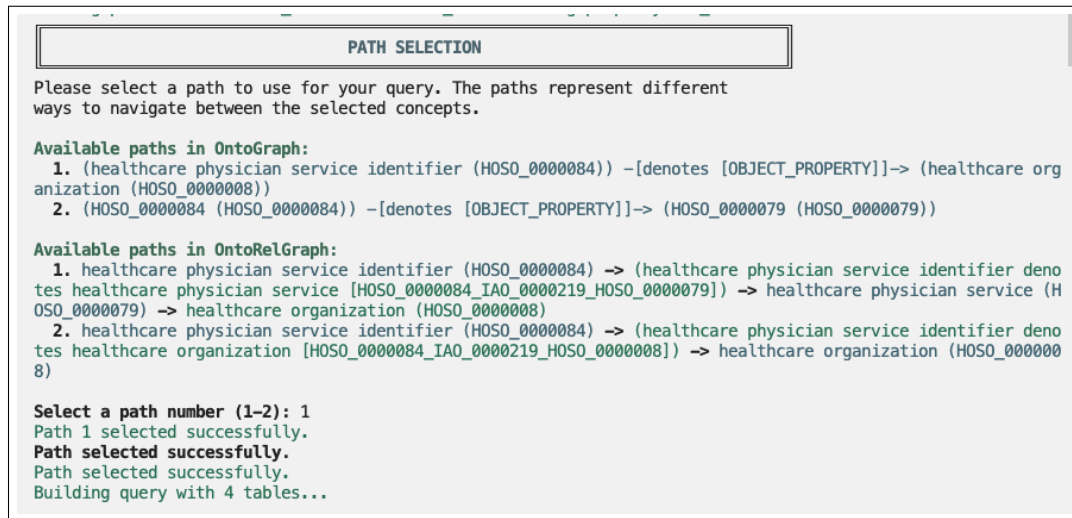 PATH SELECTION
Please select a path to use for your query. The paths represent different
ways to navigate between the selected concepts.
Available paths in OntoGraph:
1. (healthcare physician service identifier (HOSO_0000084)) -[denotes [OBJECT_PROPERTY]]-> (healthcare org
anization (HOSO_0000008))
2. (HOSO_0000084 (HOSO_0000084)) -[denotes [OBJECT_PROPERTY]]-> (HOSO_0000079 (HOSO_0000079))
Available paths in OntoRelGraph:
1. healthcare physician service identifier (HOSO_0000084) -> (healthcare physician service identifier deno
tes healthcare physician service [HOSO_0000084_IAO_0000219_HOSO_0000079]) -> healthcare physician service (H
OSO_0000079) -> healthcare organization (HOSO_0000008)
2. healthcare physician service identifier (HOSO_0000084) -> (healthcare physician service identifier deno
tes healthcare organization [HOSO_0000084_IAO_0000219_HOSO_0000008]) -> healthcare organization (HOSO_000000
8)
Select a path number (1-2): 1
Path 1 selected successfully.
Path selected successfully.
Path selected successfully.
Building query with 4 tables...